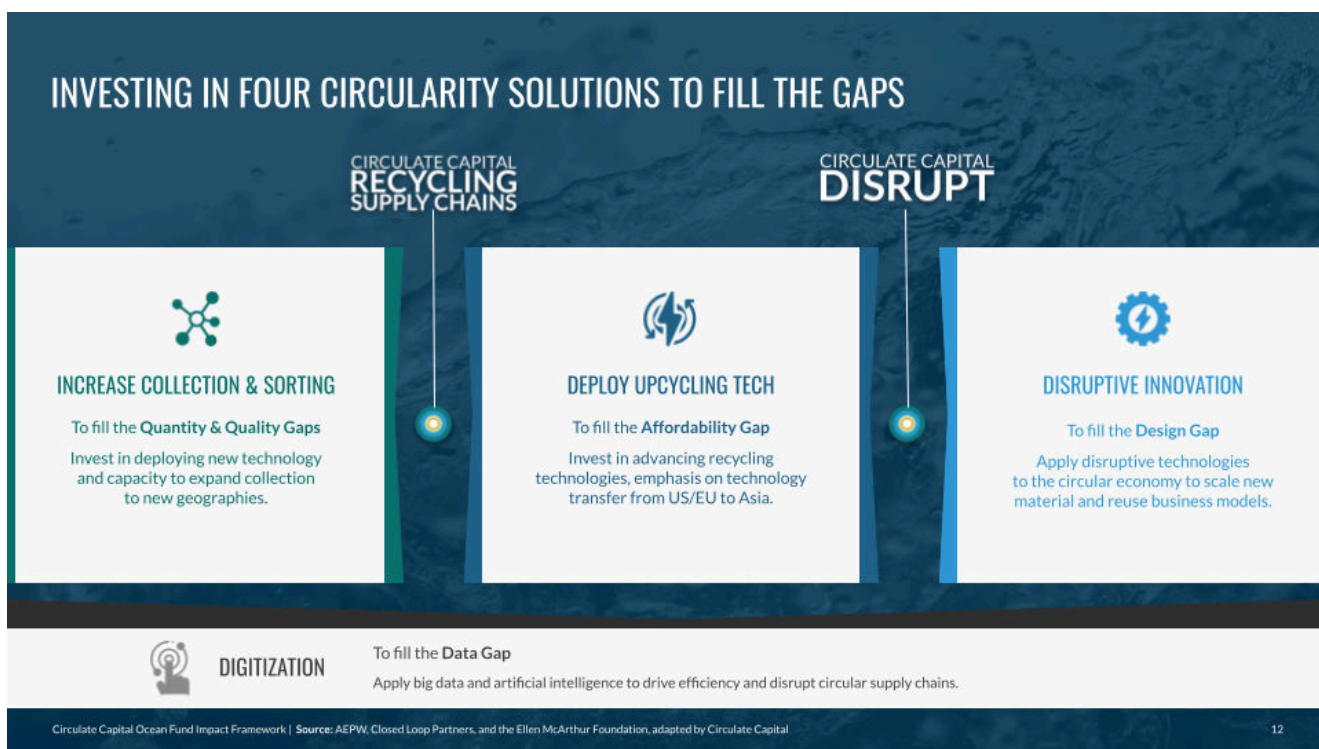 INVESTING IN FOUR CIRCULARITY SOLUTIONS TO FILL THE GAPS
CIRCULATE CAPITAL
RECYCLING
SUPPLY CHAINS
CIRCULATE CAPITAL
DISRUPT
INCREASE COLLECTION & SORTING
To fill the Quantity & Quality Gaps
Invest in deploying new technology
and capacity to expand collection
to new geographies.
DEPLOY UPCYCLING TECH
To fill the Affordability Gap
Invest in advancing recycling
technologies, emphasis on technology
transfer from US/EU to Asia.
DISRUPTIVE INNOVATION
To fill the Design Gap
Apply disruptive technologies
to the circular economy to scale new
material and reuse business models.
DIGITIZATION
To fill the Data Gap
Apply big data and artificial intelligence to drive efficiency and disrupt circular supply chains.
Circulate Capital Ocean Fund Impact Framework | Source: AEPW, Closed Loop Partners, and the Ellen McArthur Foundation, adapted by Circulate Capital
12